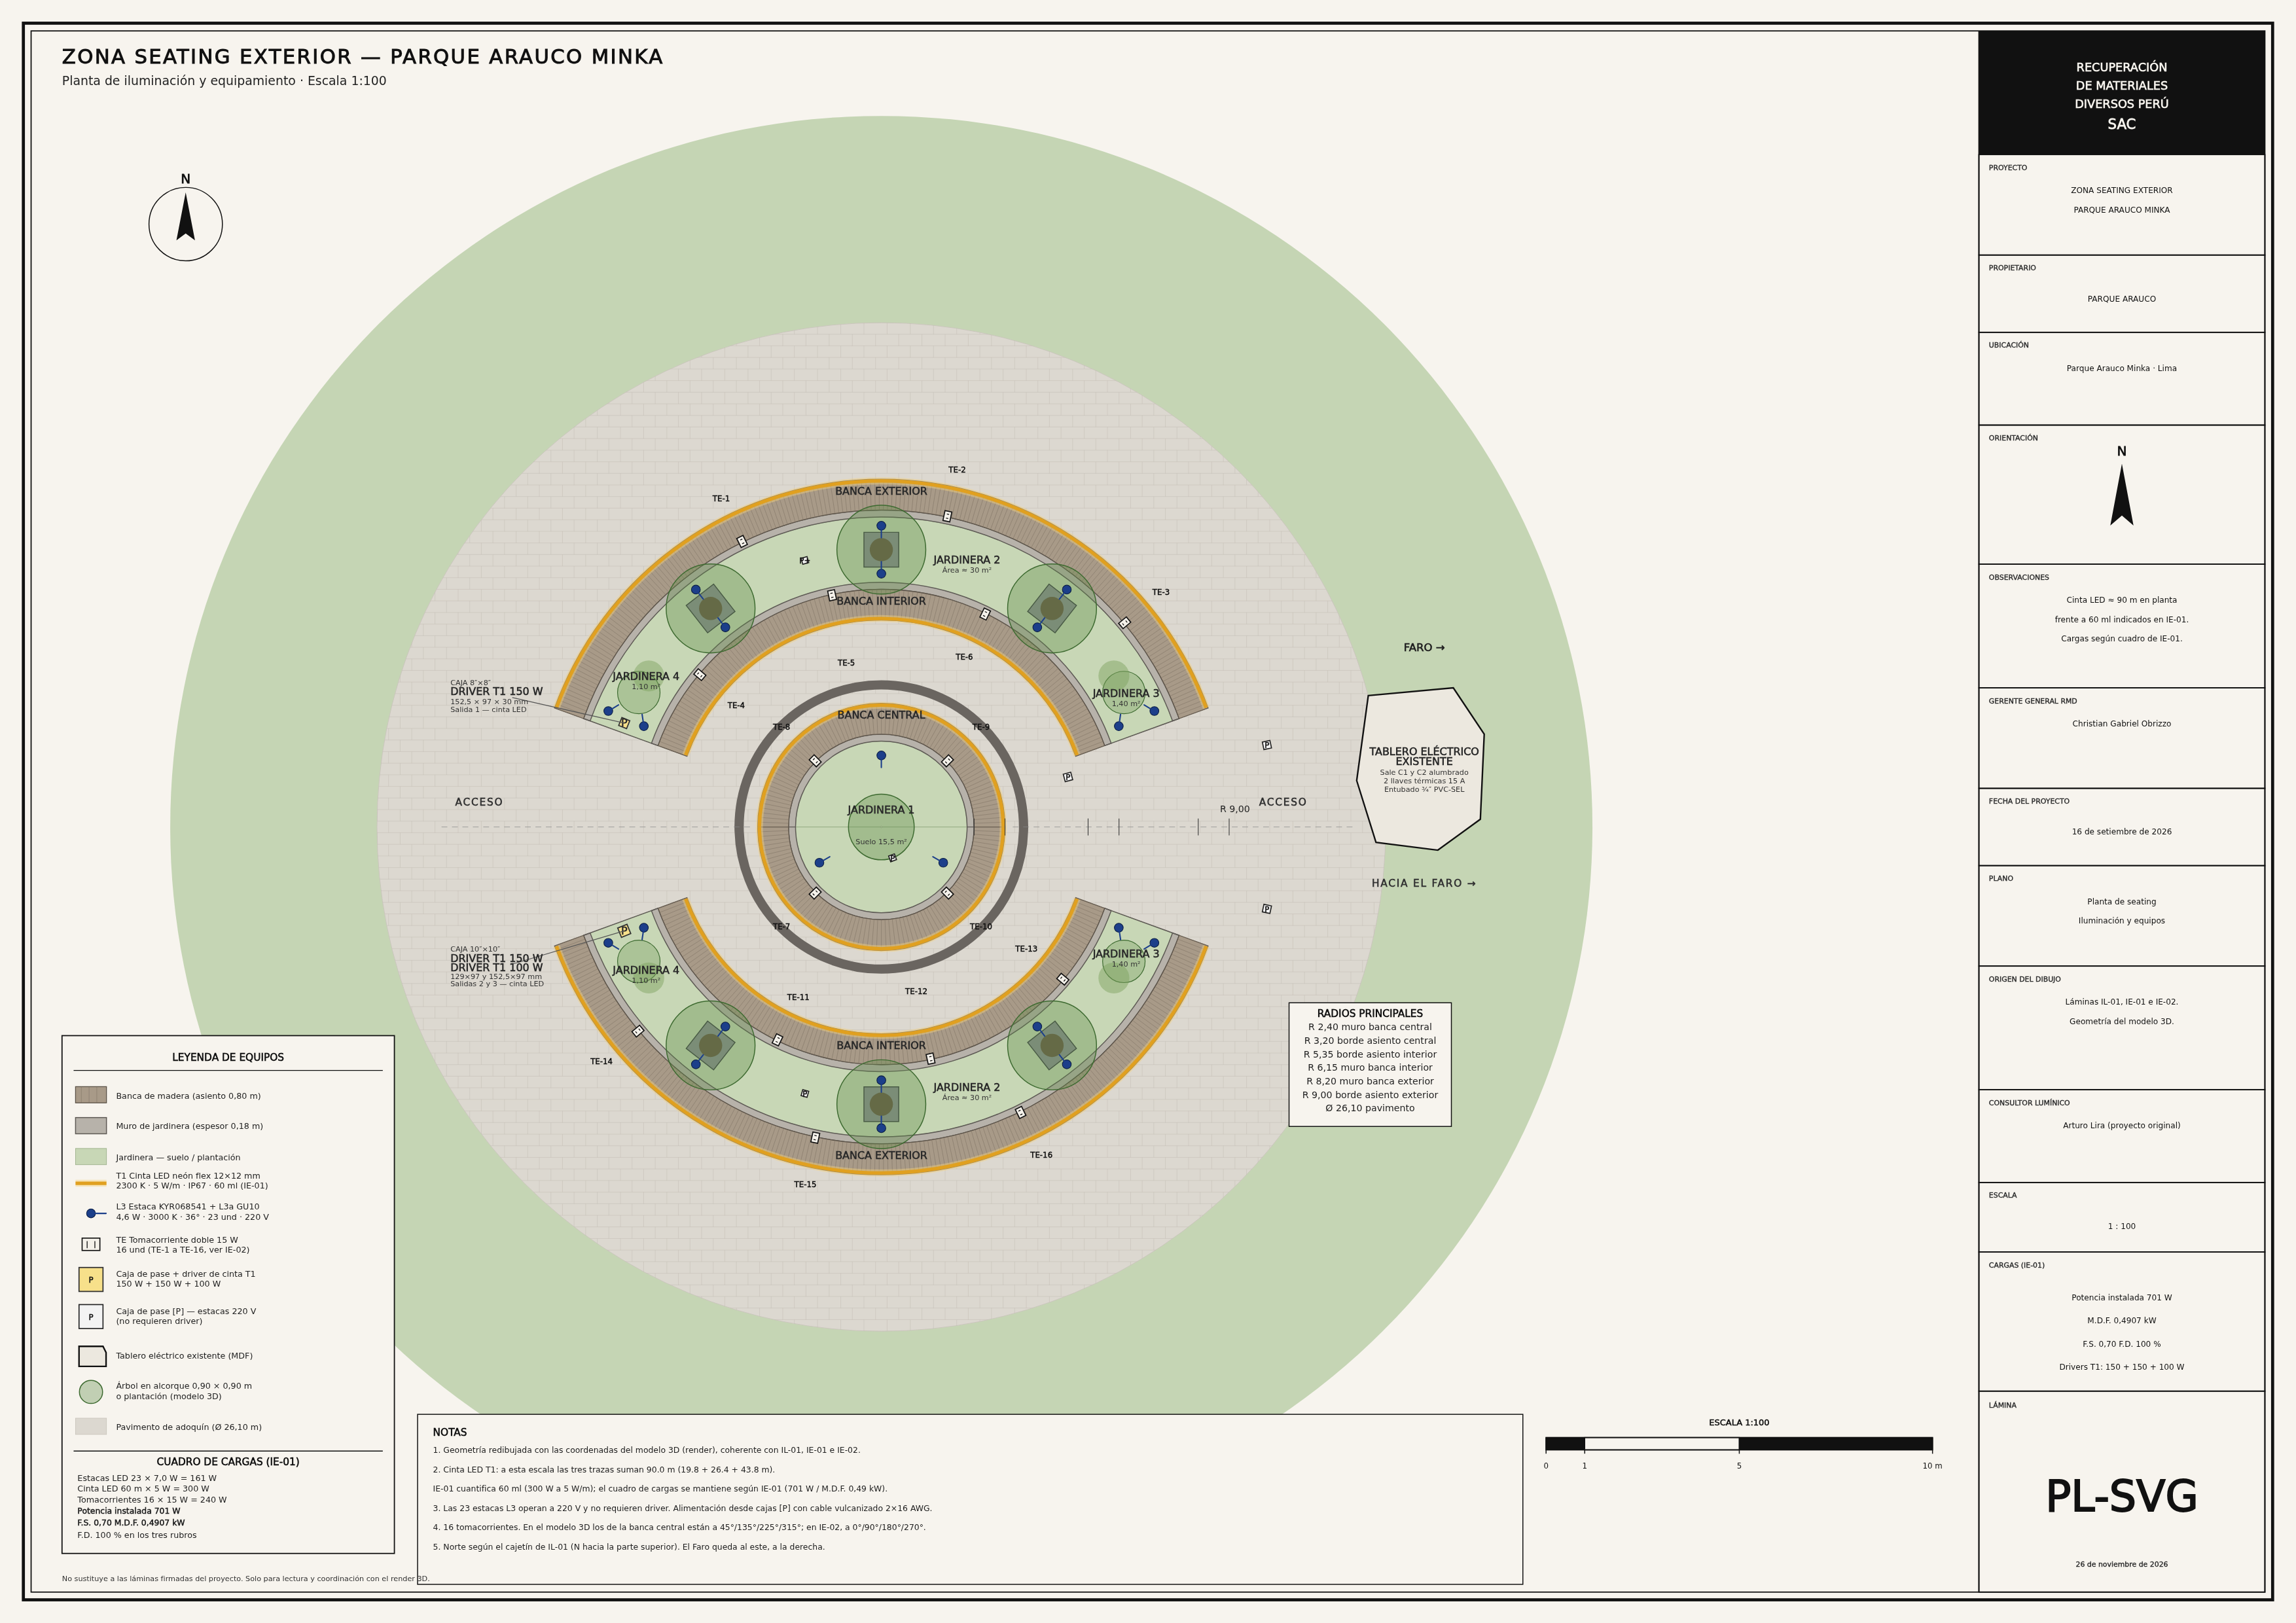 ZONA SEATING EXTERIOR — PARQUE ARAUCO MINKA
Planta de iluminación y equipamiento · Escala 1:100
N
TE-1
TE-2
BANCA EXTERIOR
P
JARDINERA 2
Área ≈ 30 m²
BANCA INTERIOR
TE-3
TE-5
TE-6
JARDINERA 4
1,10 m²
JARDINERA 3
1,40 m²
CAJA 8″×8″
DRIVER T1 150 W
152,5 × 97 × 30 mm
Salida 1 — cinta LED
P
TE-4
TE-8
BANCA CENTRAL
TE-9
P
P
FARO →
TABLERO ELÉCTRICO
EXISTENTE
Sale C1 y C2 alumbrado
2 llaves térmicas 15 A
Entubado ¾″ PVC-SEL
ACCESO
JARDINERA 1
R 9,00
ACCESO
Suelo 15,5 m²
P
HACIA EL FARO →
P
TE-7
TE-10
P
CAJA 10″×10″
DRIVER T1 150 W
DRIVER T1 100 W
129×97 y 152,5×97 mm
Salidas 2 y 3 — cinta LED
TE-13
JARDINERA 3
1,40 m²
JARDINERA 4
1,10 m²
TE-11
TE-12
BANCA INTERIOR
TE-14
JARDINERA 2
Área ≈ 30 m²
P
BANCA EXTERIOR
TE-16
TE-15
RADIOS PRINCIPALES
R 2,40 muro banca central
R 3,20 borde asiento central
R 5,35 borde asiento interior
R 6,15 muro banca interior
R 8,20 muro banca exterior
R 9,00 borde asiento exterior
Ø 26,10 pavimento
LEYENDA DE EQUIPOS
Banca de madera (asiento 0,80 m)
Muro de jardinera (espesor 0,18 m)
Jardinera — suelo / plantación
T1 Cinta LED neón flex 12×12 mm
2300 K · 5 W/m · IP67 · 60 ml (IE-01)
L3 Estaca KYR068541 + L3a GU10
4,6 W · 3000 K · 36° · 23 und · 220 V
TE Tomacorriente doble 15 W
16 und (TE-1 a TE-16, ver IE-02)
P
Caja de pase + driver de cinta T1
150 W + 150 W + 100 W
P
Caja de pase [P] — estacas 220 V
(no requieren driver)
Tablero eléctrico existente (MDF)
Árbol en alcorque 0,90 × 0,90 m
o plantación (modelo 3D)
Pavimento de adoquín (Ø 26,10 m)
CUADRO DE CARGAS (IE-01)
Estacas LED 23 × 7,0 W = 161 W
Cinta LED 60 m × 5 W = 300 W
Tomacorrientes 16 × 15 W = 240 W
Potencia instalada 701 W
F.S. 0,70 M.D.F. 0,4907 kW
F.D. 100 % en los tres rubros
No sustituye a las láminas firmadas del proyecto. Solo para lectura y coordinación con el render 3D.
NOTAS
1. Geometría redibujada con las coordenadas del modelo 3D (render), coherente con IL-01, IE-01 e IE-02.
2. Cinta LED T1: a esta escala las tres trazas suman 90.0 m (19.8 + 26.4 + 43.8 m).
IE-01 cuantifica 60 ml (300 W a 5 W/m); el cuadro de cargas se mantiene según IE-01 (701 W / M.D.F. 0,49 kW).
3. Las 23 estacas L3 operan a 220 V y no requieren driver. Alimentación desde cajas [P] con cable vulcanizado 2×16 AWG.
4. 16 tomacorrientes. En el modelo 3D los de la banca central están a 45°/135°/225°/315°; en IE-02, a 0°/90°/180°/270°.
5. Norte según el cajetín de IL-01 (N hacia la parte superior). El Faro queda al este, a la derecha.
ESCALA 1:100
0 1 5 10 m
RECUPERACIÓN
DE MATERIALES
DIVERSOS PERÚ
SAC
PROYECTO
ZONA SEATING EXTERIOR
PARQUE ARAUCO MINKA
PROPIETARIO
PARQUE ARAUCO
UBICACIÓN
Parque Arauco Minka · Lima
ORIENTACIÓN
N
OBSERVACIONES
Cinta LED ≈ 90 m en planta
frente a 60 ml indicados en IE-01.
Cargas según cuadro de IE-01.
GERENTE GENERAL RMD
Christian Gabriel Obrizzo
FECHA DEL PROYECTO
16 de setiembre de 2026
PLANO
Planta de seating
Iluminación y equipos
ORIGEN DEL DIBUJO
Láminas IL-01, IE-01 e IE-02.
Geometría del modelo 3D.
CONSULTOR LUMÍNICO
Arturo Lira (proyecto original)
ESCALA
1 : 100
CARGAS (IE-01)
Potencia instalada 701 W
M.D.F. 0,4907 kW
F.S. 0,70 F.D. 100 %
Drivers T1: 150 + 150 + 100 W
LÁMINA
PL-SVG
26 de noviembre de 2026